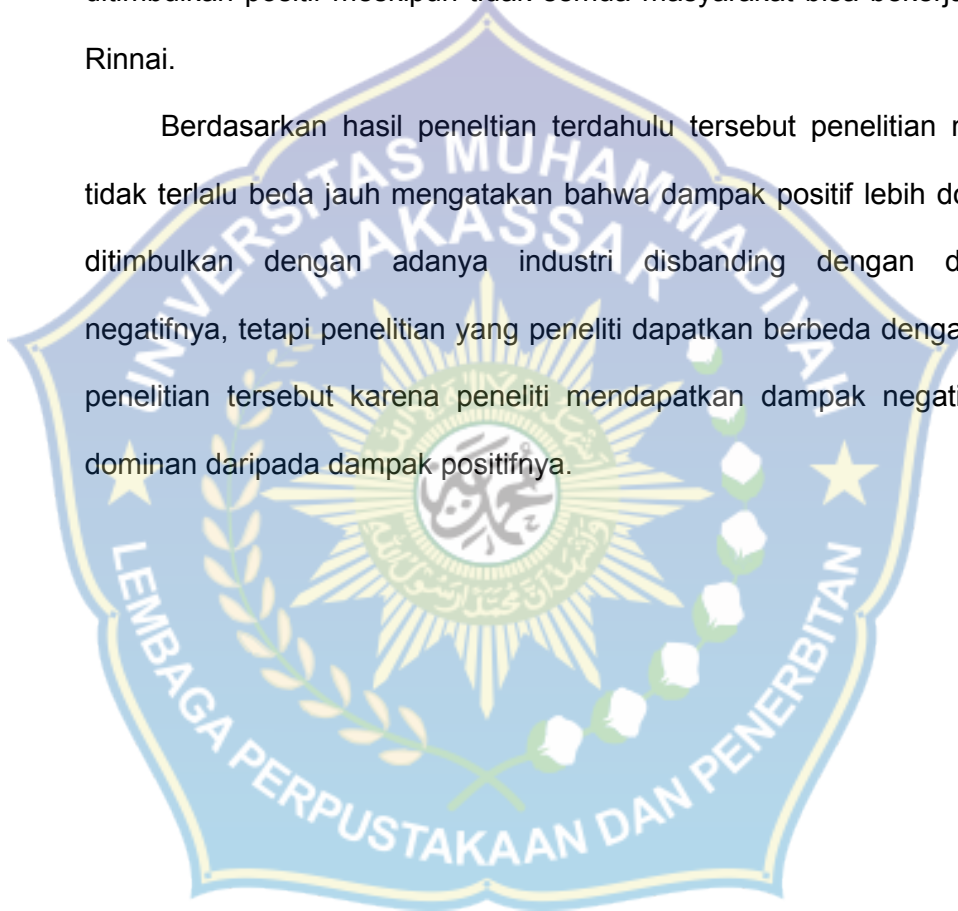 ditimbulkan positif meskipun tidak semua masyarakat bisa
Rinnai.
Berdasarkan hasil peneltian terdahulu tersebut penelitian
tidak terlalu beda jauh mengatakan bahwa dampak positif lebih
ditimbulkan dengan adanya industri disbanding dengan
negatifnya, tetapi penelitian yang peneliti dapatkan berbeda
penelitian tersebut karena peneliti mendapatkan dampak
dominan daripada dampak positifnya.
UNIVERSITAS MUHAMMADIYAH
MAKASSAR
محمد
LEMBAGA PERPUSTAKAAN DAN PENERBITAN